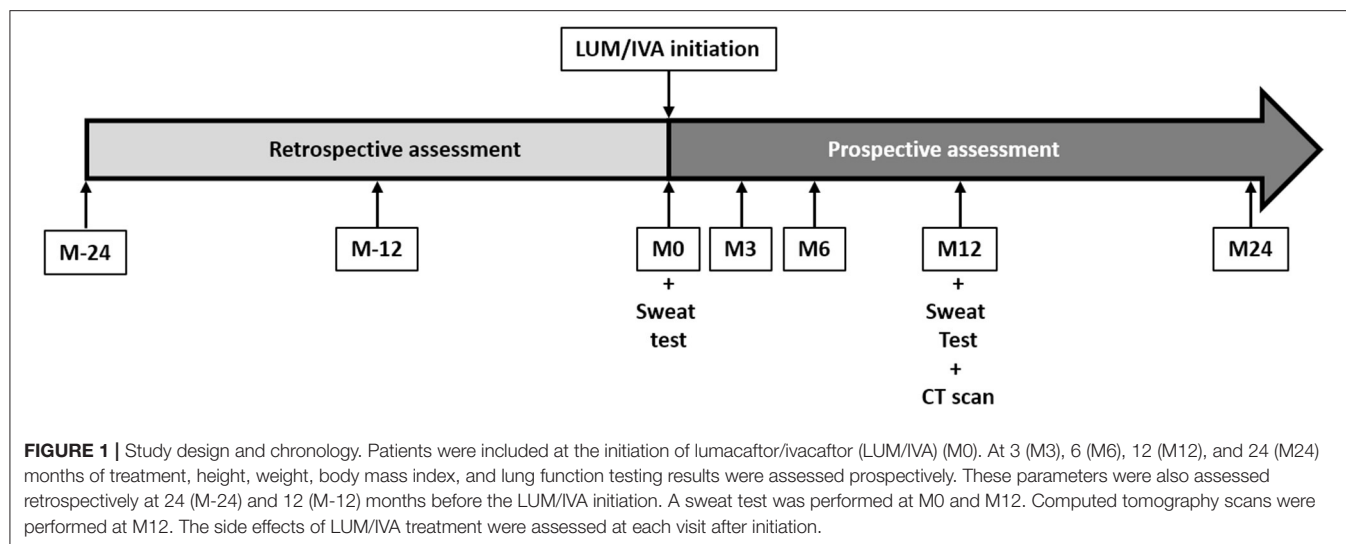 LUM/IVA initiation
Retrospective assessment
Prospective assessment
M-24
M-12
M0
M3
M6
M12
M24
+
Sweat
test
+
Sweat
Test
+
CT scan
FIGURE 1 | Study design and chronology. Patients were included at the initiation of lumacaftor/ivacaftor (LUM/IVA) (M0). At 3 (M3), 6 (M6), 12 (M12), and 24 (M24)
months of treatment, height, weight, body mass index, and lung function testing results were assessed prospectively. These parameters were also assessed
retrospectively at 24 (M-24) and 12 (M-12) months before the LUM/IVA initiation. A sweat test was performed at M0 and M12. Computed tomography scans were
performed at M12. The side effects of LUM/IVA treatment were assessed at each visit after initiation.